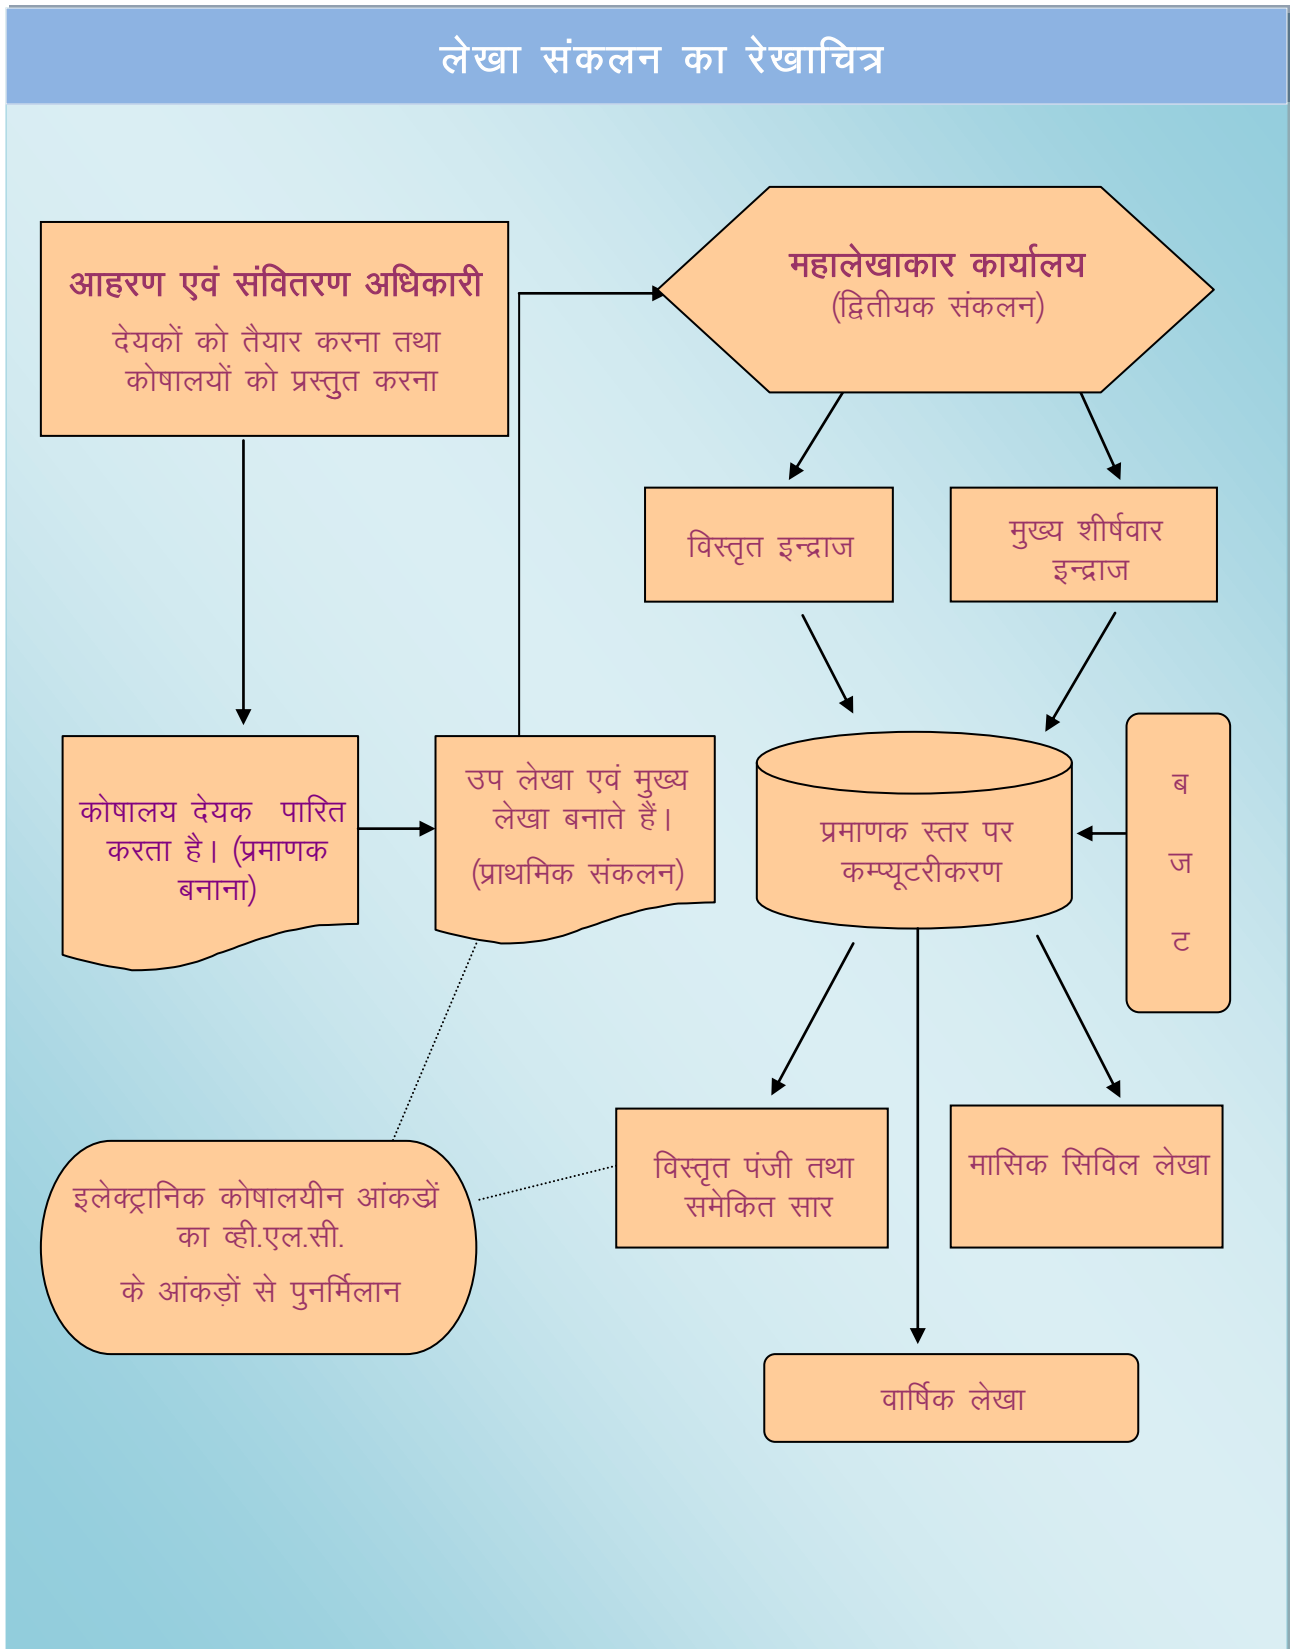 लेखा संकलन का रेखाचित्र
आहरण एवं संवितरण अधिकारी
देयकों को तैयार करना तथा
कोषालयों को प्रस्तुत करना
महालेखाकार कार्यालय
(द्वितीयक संकलन)
विस्तृत इन्द्राज
मुख्य शीर्षवार
इन्द्राज
कोषालय देयक पारित
करता है। (प्रमाणक
बनाना)
उप लेखा एवं मुख्य
लेखा बनाते हैं।
(प्राथमिक संकलन)
प्रमाणक स्तर पर
कम्प्यूटरीकरण
ब
ज
ट
इलेक्ट्रानिक कोषालयीन आंकड़ों
का व्ही.एल.सी.
के आंकड़ों से पुनर्मिलान
विस्तृत पंजी तथा
समेकित सार
मासिक सिविल लेखा
वार्षिक लेखा